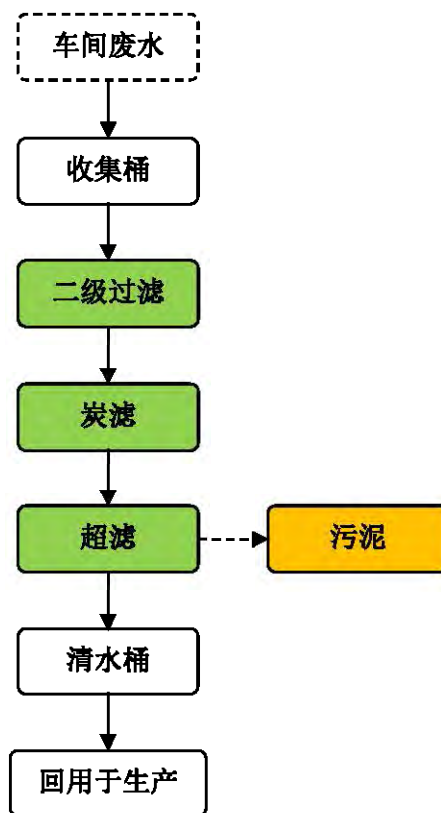 车间废水
收集桶
二级过滤
炭滤
超滤
污泥
清水桶
回用于生产